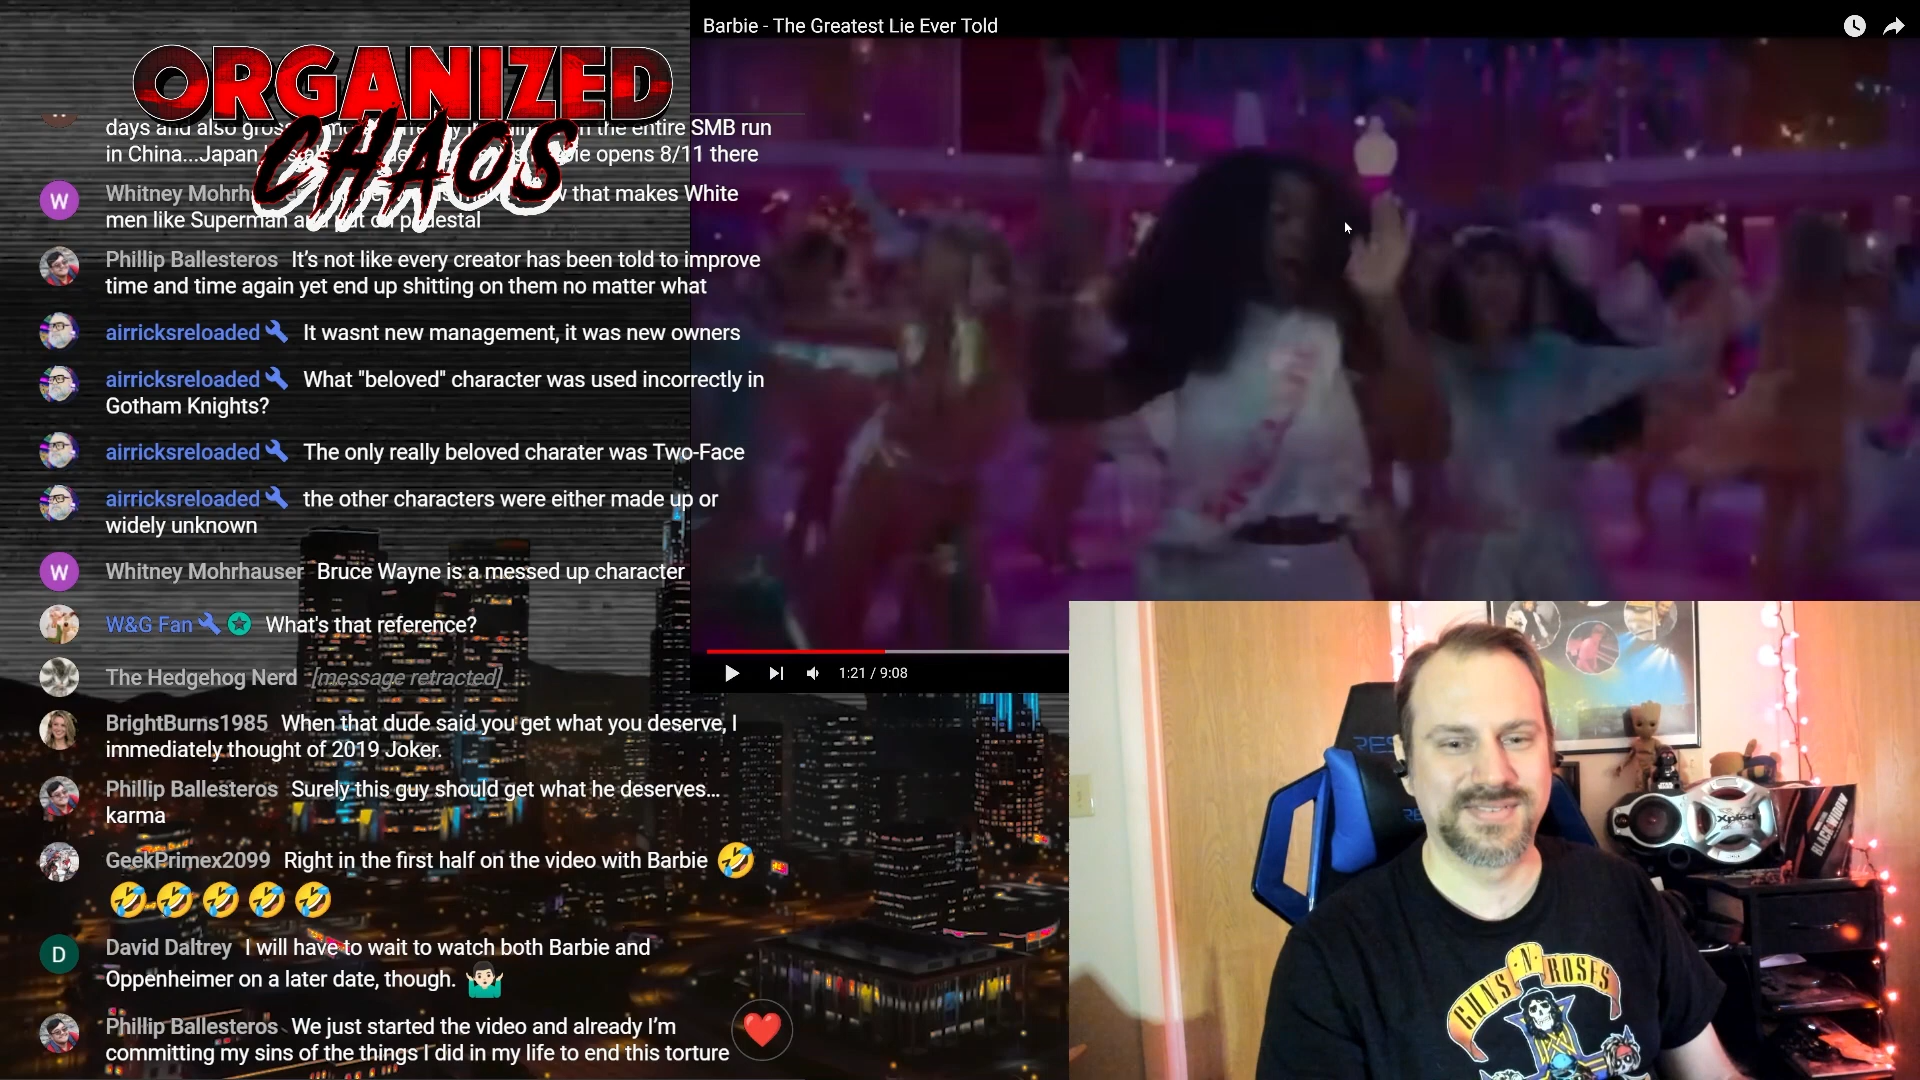 Barbie - The Greatest Lie Ever Told
ORGANIZED
CHAOS
days and also the entire SMB run
in China...Japan opens 8/11 there
W Whitney that makes White
men like Superman
Phillip Ballesteros It's not like every creator has been told to improve
time and time again yet end up shitting on them no matter what
airricksreloaded It wasnt new management, it was new owners
airricksreloaded What "beloved" character was used incorrectly in
Gotham Knights?
airricksreloaded The only really beloved charater was Two-Face
airricksreloaded the other characters were either made up or
widely unknown
W Whitney Mohrhauser Bruce Wayne is a messed up character
W&G Fan What's that reference?
The Hedgehog Nerd [message retracted]
BrightBurns1985 When that dude said you get what you deserve, I
immediately thought of 2019 Joker.
Phillip Ballesteros Surely this guy should get what he deserves...
karma
GeekPrimex2099 Right in the first half on the video with Barbie 🤣
🤣🤣🤣🤣🤣
D David Daltrey I will have to wait to watch both Barbie and
Oppenheimer on a later date, though. 🤷🏻‍♂️
Phillip Ballesteros We just started the video and already I'm
committing my sins of the things I did in my life to end this torture
1:21 / 9:08
Xplod
BLACK WIDOW
GUNS N ROSES